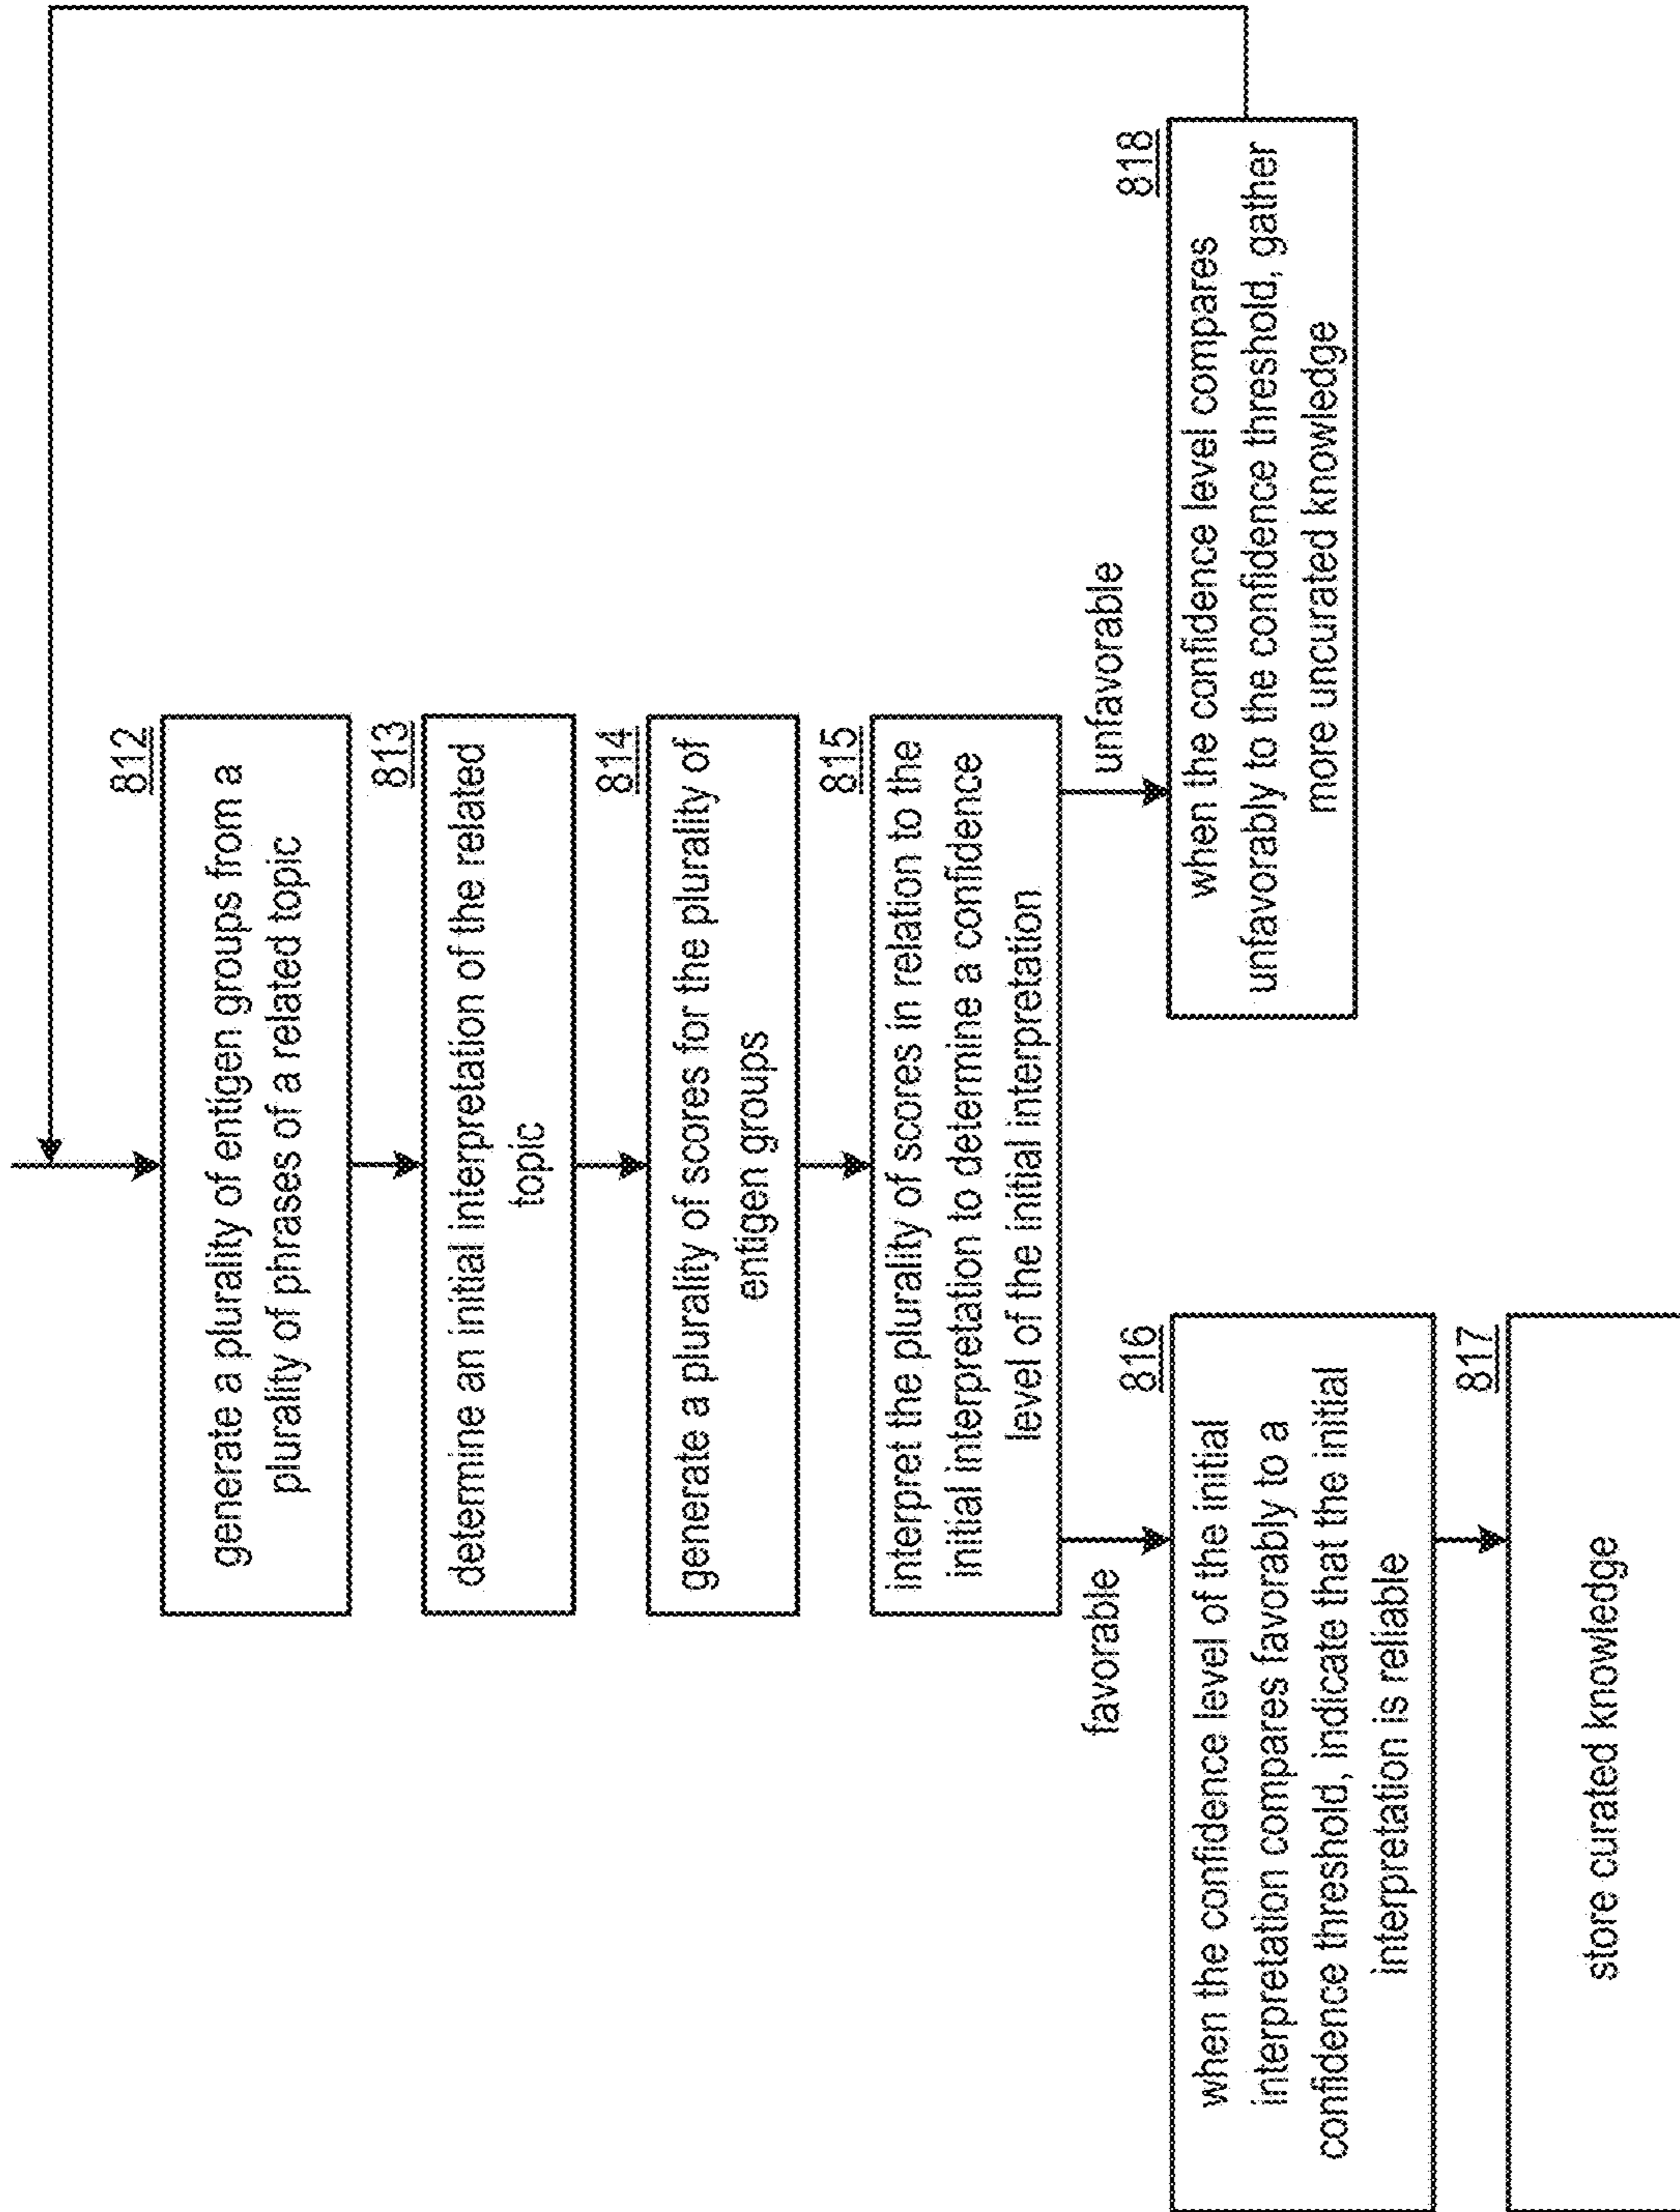 812
generate a plurality of entigen groups from a
plurality of phrases of a related topic
813
determine an initial interpretation of the related
topic
814
generate a plurality of scores for the plurality of
entigen groups
815
interpret the plurality of scores in relation to the
initial interpretation to determine a confidence
level of the initial interpretation
favorable
unfavorable
816
when the confidence level of the initial
interpretation compares favorably to a
confidence threshold, indicate that the initial
interpretation is reliable
818
when the confidence level compares
unfavorably to the confidence threshold, gather
more uncurated knowledge
817
store curated knowledge